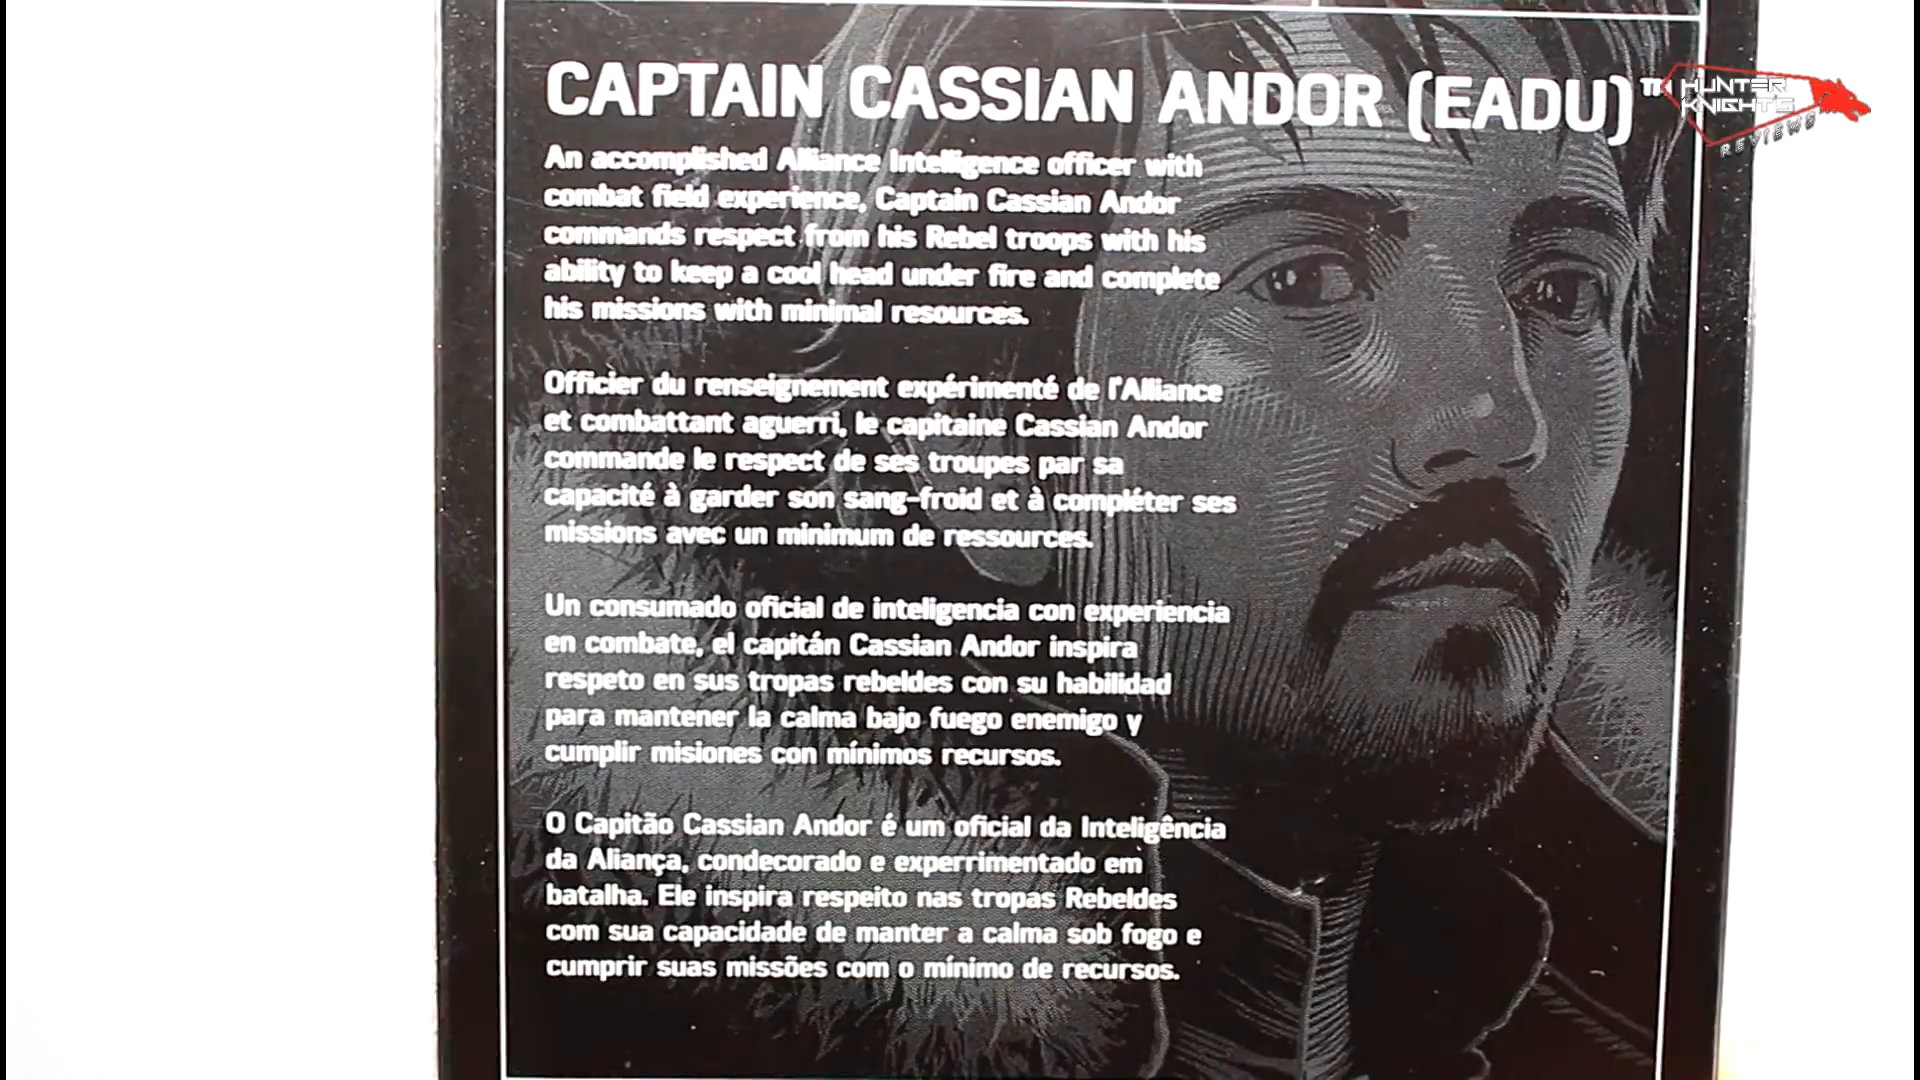 CAPTAIN CASSIAN ANDOR (EADU)™
HUNTER
KNIGHTS
REVIEWS
An accomplished Alliance Intelligence officer with
combat field experience, Captain Cassian Andor
commands respect from his Rebel troops with his
ability to keep a cool head under fire and complete
his missions with minimal resources.
Officier du renseignement expérimenté de l'Alliance
et combattant aguerri, le capitaine Cassian Andor
commande le respect de ses troupes par sa
capacité à garder son sang-froid et à compléter ses
missions avec un minimum de ressources.
Un consumado oficial de inteligencia con experiencia
en combate, el capitán Cassian Andor inspira
respeto en sus tropas rebeldes con su habilidad
para mantener la calma bajo fuego enemigo y
cumplir misiones con mínimos recursos.
O Capitão Cassian Andor é um oficial da Inteligência
da Aliança, condecorado e experrimentado em
batalha. Ele inspira respeito nas tropas Rebeldes
com sua capacidade de manter a calma sob fogo e
cumprir suas missões com o mínimo de recursos.